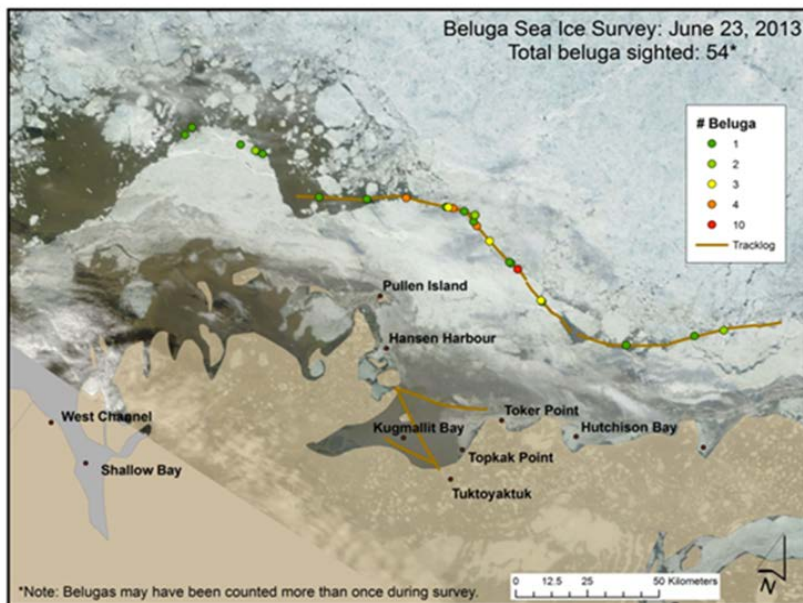 Beluga Sea Ice Survey: June 23, 2013
Total beluga sighted: 54*
# Beluga
1
2
3
4
10
Tracklog
Pullen Island
Hansen Harbour
West Channel
Shallow Bay
Kugmallit Bay
Toker Point
Hutchison Bay
Topkak Point
Tuktoyaktuk
*Note: Belugas may have been counted more than once during survey.
0 12.5 25 50 Kilometers
N